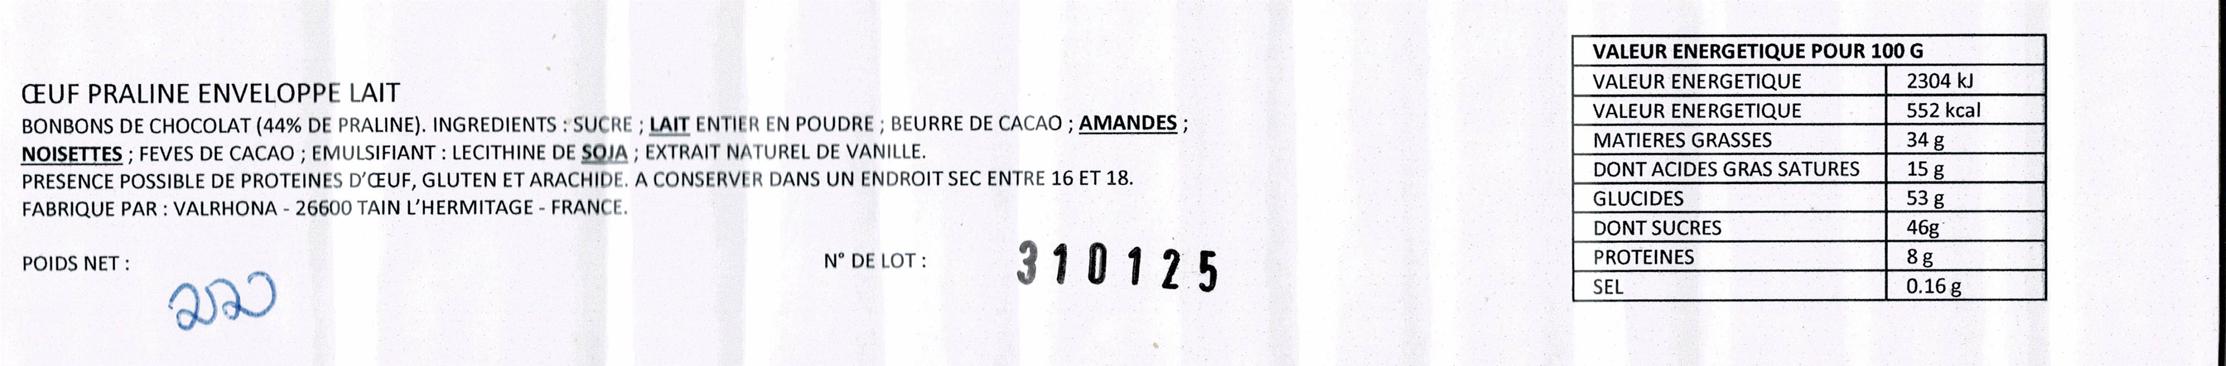 ŒUF PRALINE ENVELOPPE LAIT
BONBONS DE CHOCOLAT (44% DE PRALINE). INGREDIENTS : SUCRE ; LAIT ENTIER EN POUDRE ; BEURRE DE CACAO ; AMANDES ;
NOISETTES ; FEVES DE CACAO ; EMULSIFIANT : LECITHINE DE SOJA ; EXTRAIT NATUREL DE VANILLE.
PRESENCE POSSIBLE DE PROTEINES D'ŒUF, GLUTEN ET ARACHIDE. A CONSERVER DANS UN ENDROIT SEC ENTRE 16 ET 18.
FABRIQUE PAR : VALRHONA - 26600 TAIN L'HERMITAGE - FRANCE.
POIDS NET :
220
N° DE LOT : 310125
VALEUR ENERGETIQUE POUR 100 G
VALEUR ENERGETIQUE 2304 kJ
VALEUR ENERGETIQUE 552 kcal
MATIERES GRASSES 34 g
DONT ACIDES GRAS SATURES 15 g
GLUCIDES 53 g
DONT SUCRES 46g
PROTEINES 8 g
SEL 0.16 g